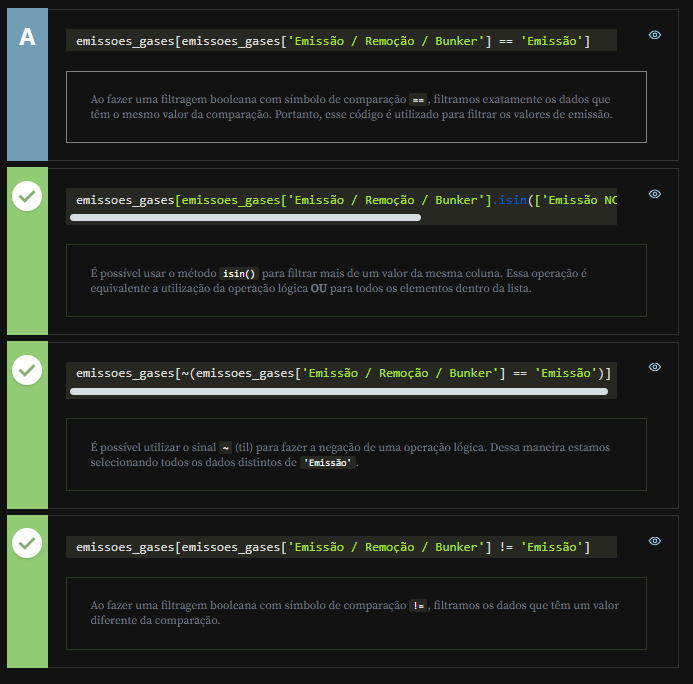 A
emissoes_gases[emissoes_gases['Emissão / Remoção / Bunker'] == 'Emissão']
Ao fazer uma filtragem booleana com símbolo de comparação ==, filtramos exatamente os dados que
têm o mesmo valor da comparação. Portanto, esse código é utilizado para filtrar os valores de emissão.
emissoes_gases[emissoes_gases['Emissão / Remoção / Bunker'].isin(['Emissão NC
É possível usar o método isin() para filtrar mais de um valor da mesma coluna. Essa operação é
equivalente a utilização da operação lógica OU para todos os elementos dentro da lista.
emissoes_gases[~(emissoes_gases['Emissão / Remoção / Bunker'] == 'Emissão')]
É possível utilizar o sinal ~ (til) para fazer a negação de uma operação lógica. Dessa maneira estamos
selecionando todos os dados distintos de 'Emissão'.
emissoes_gases[emissoes_gases['Emissão / Remoção / Bunker'] != 'Emissão']
Ao fazer uma filtragem booleana com símbolo de comparação !=, filtramos os dados que têm um valor
diferente da comparação.